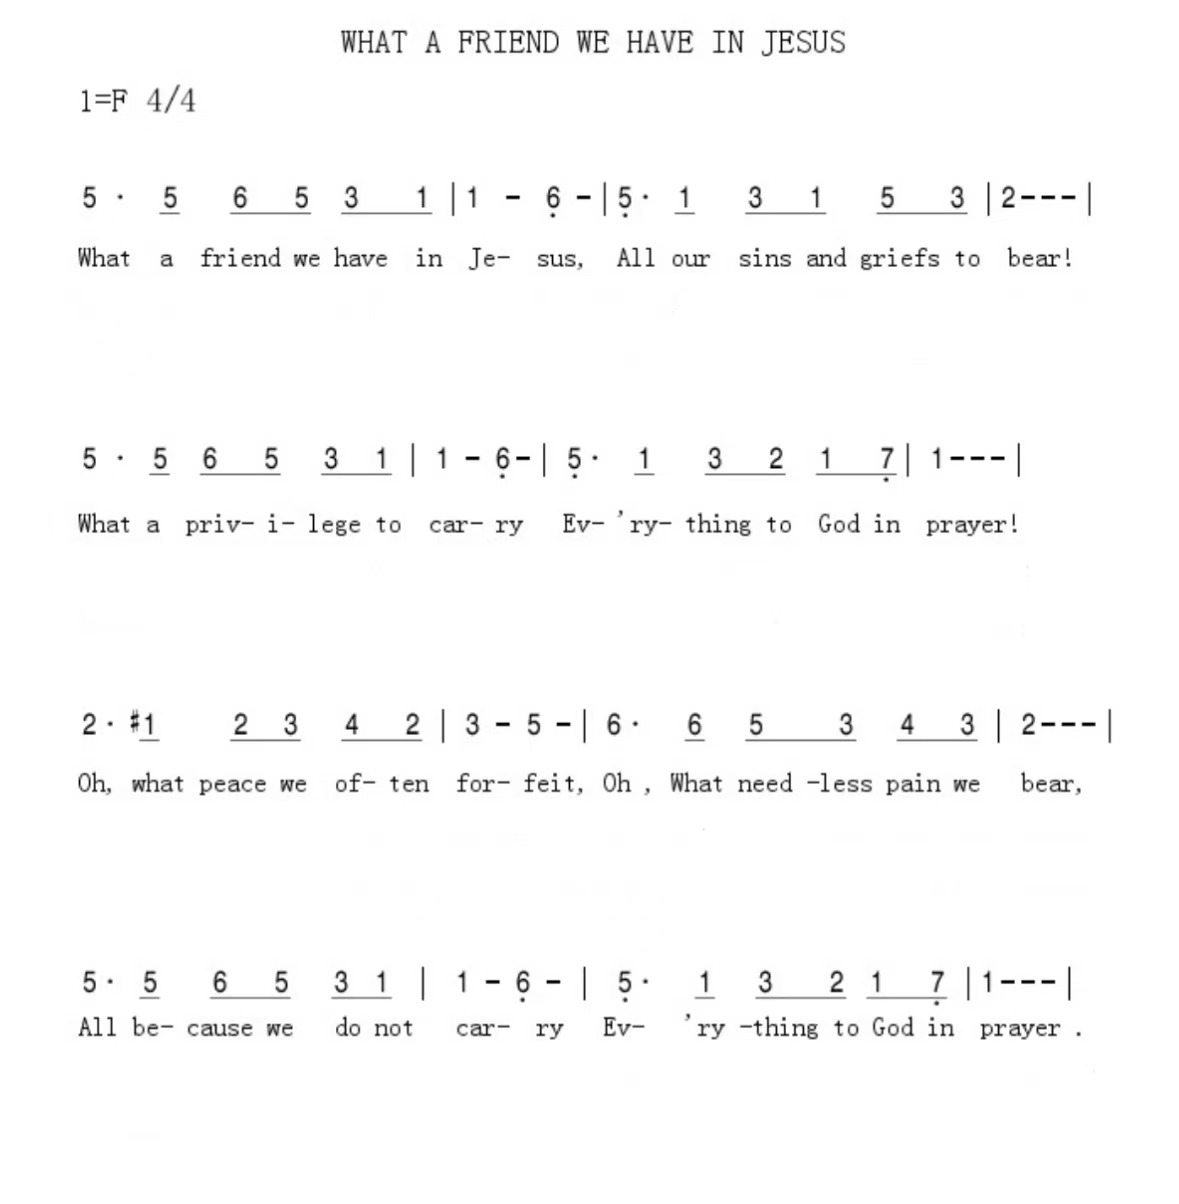 WHAT A FRIEND WE HAVE IN JESUS
1=F 4/4
5 · 5 6 5 3 1 | 1 - 6̣ - | 5̣ · 1 3 1 5 3 | 2 - - - |
What a friend we have in Je- sus, All our sins and griefs to bear!
5 · 5 6 5 3 1 | 1 - 6̣ - | 5̣ · 1 3 2 1 7̣ | 1 - - - |
What a priv- i- lege to car- ry Ev- 'ry- thing to God in prayer!
2 · #1 2 3 4 2 | 3 - 5 - | 6 · 6 5 3 4 3 | 2 - - - |
Oh, what peace we of- ten for- feit, Oh , What need -less pain we bear,
5 · 5 6 5 3 1 | 1 - 6̣ - | 5̣ · 1 3 2 1 7̣ | 1 - - - |
All be- cause we do not car- ry Ev- 'ry -thing to God in prayer .